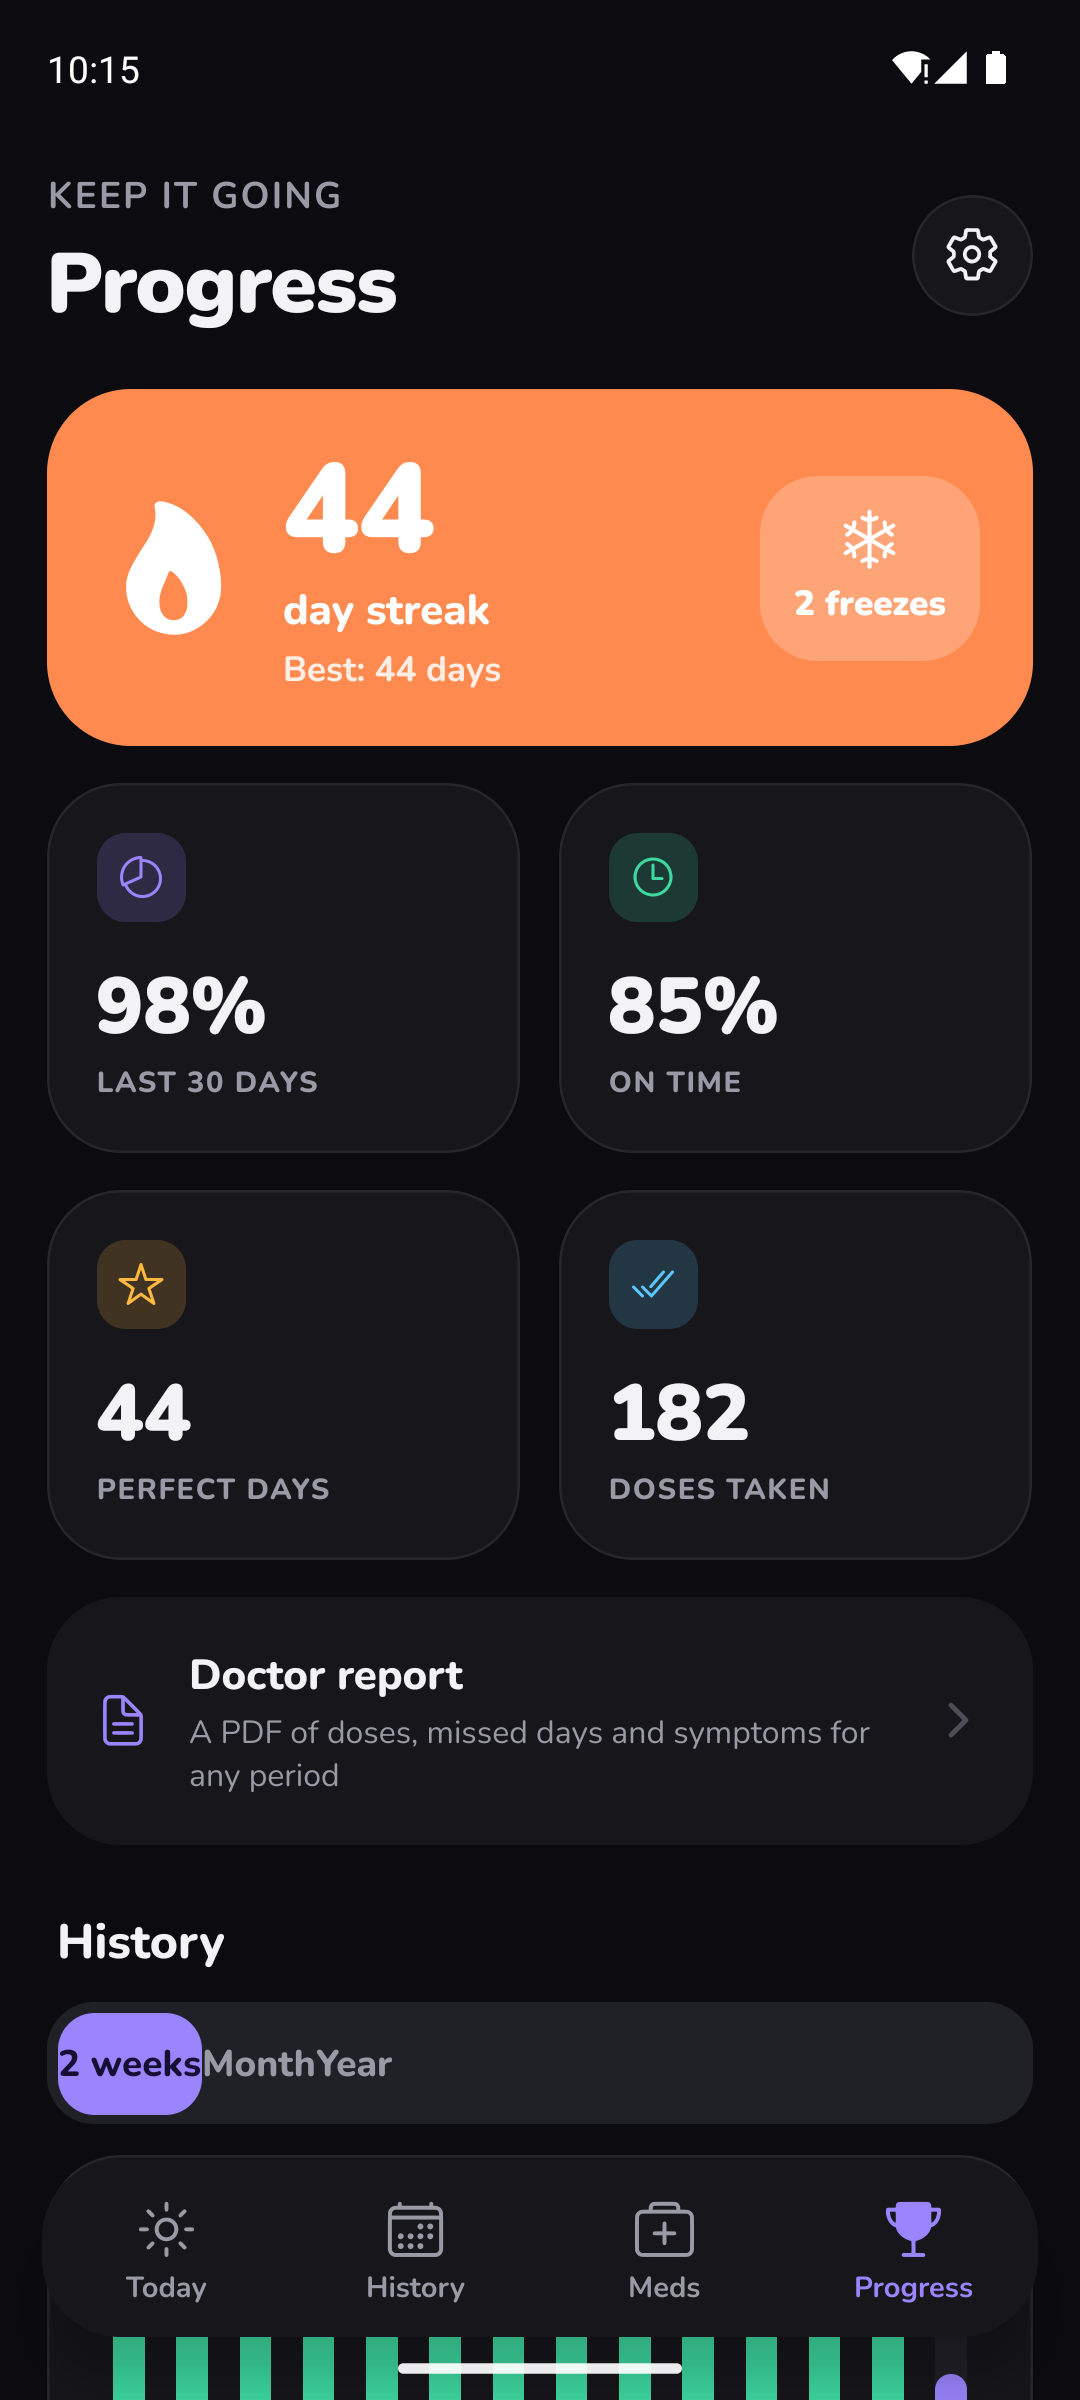 10:15
KEEP IT GOING
Progress
44
day streak
Best: 44 days
2 freezes
98%
LAST 30 DAYS
85%
ON TIME
44
PERFECT DAYS
182
DOSES TAKEN
Doctor report
A PDF of doses, missed days and symptoms for
any period
History
2 weeks Month Year
Today History Meds Progress